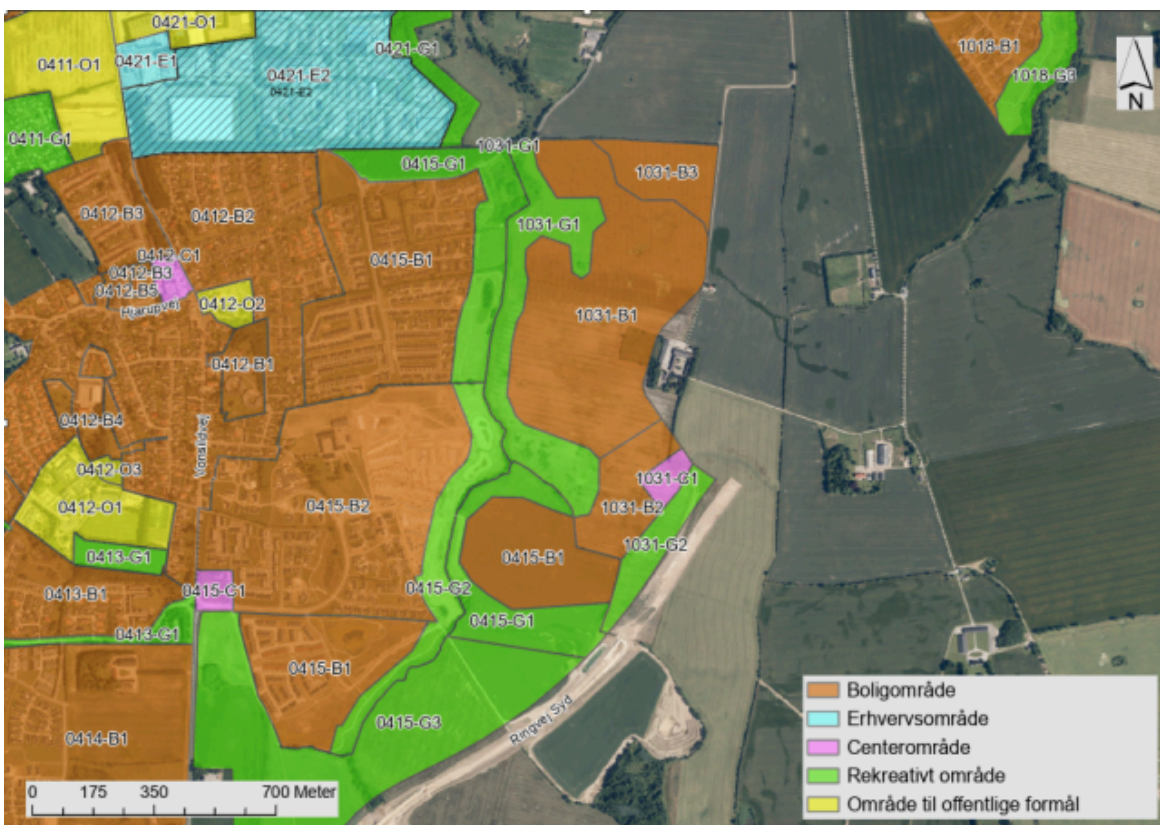 0421-O1
1018-B1
0421-G1
0411-O1
0421-E1
0421-E2
0421-E2
1018-G3
N
0411-G1
1031-G1
0415-G1
1031-B3
0412-B3
0412-B2
1031-G1
0412-C1
0415-B1
0412-B3
0412-B5
0412-O2
Hjarupvej
1031-B1
0412-B1
0412-B4
Vonsildvej
0412-O3
1031-C1
0412-O1
0415-B2
1031-B2
1031-G2
0413-G1
0415-B1
0413-B1
0415-C1
0415-G2
0415-G1
0413-G1
0415-B1
0415-G3
Ringvej Syd
0414-B1
Boligområde
Erhvervsområde
Centerområde
Rekreativt område
Område til offentlige formål
0 175 350 700 Meter